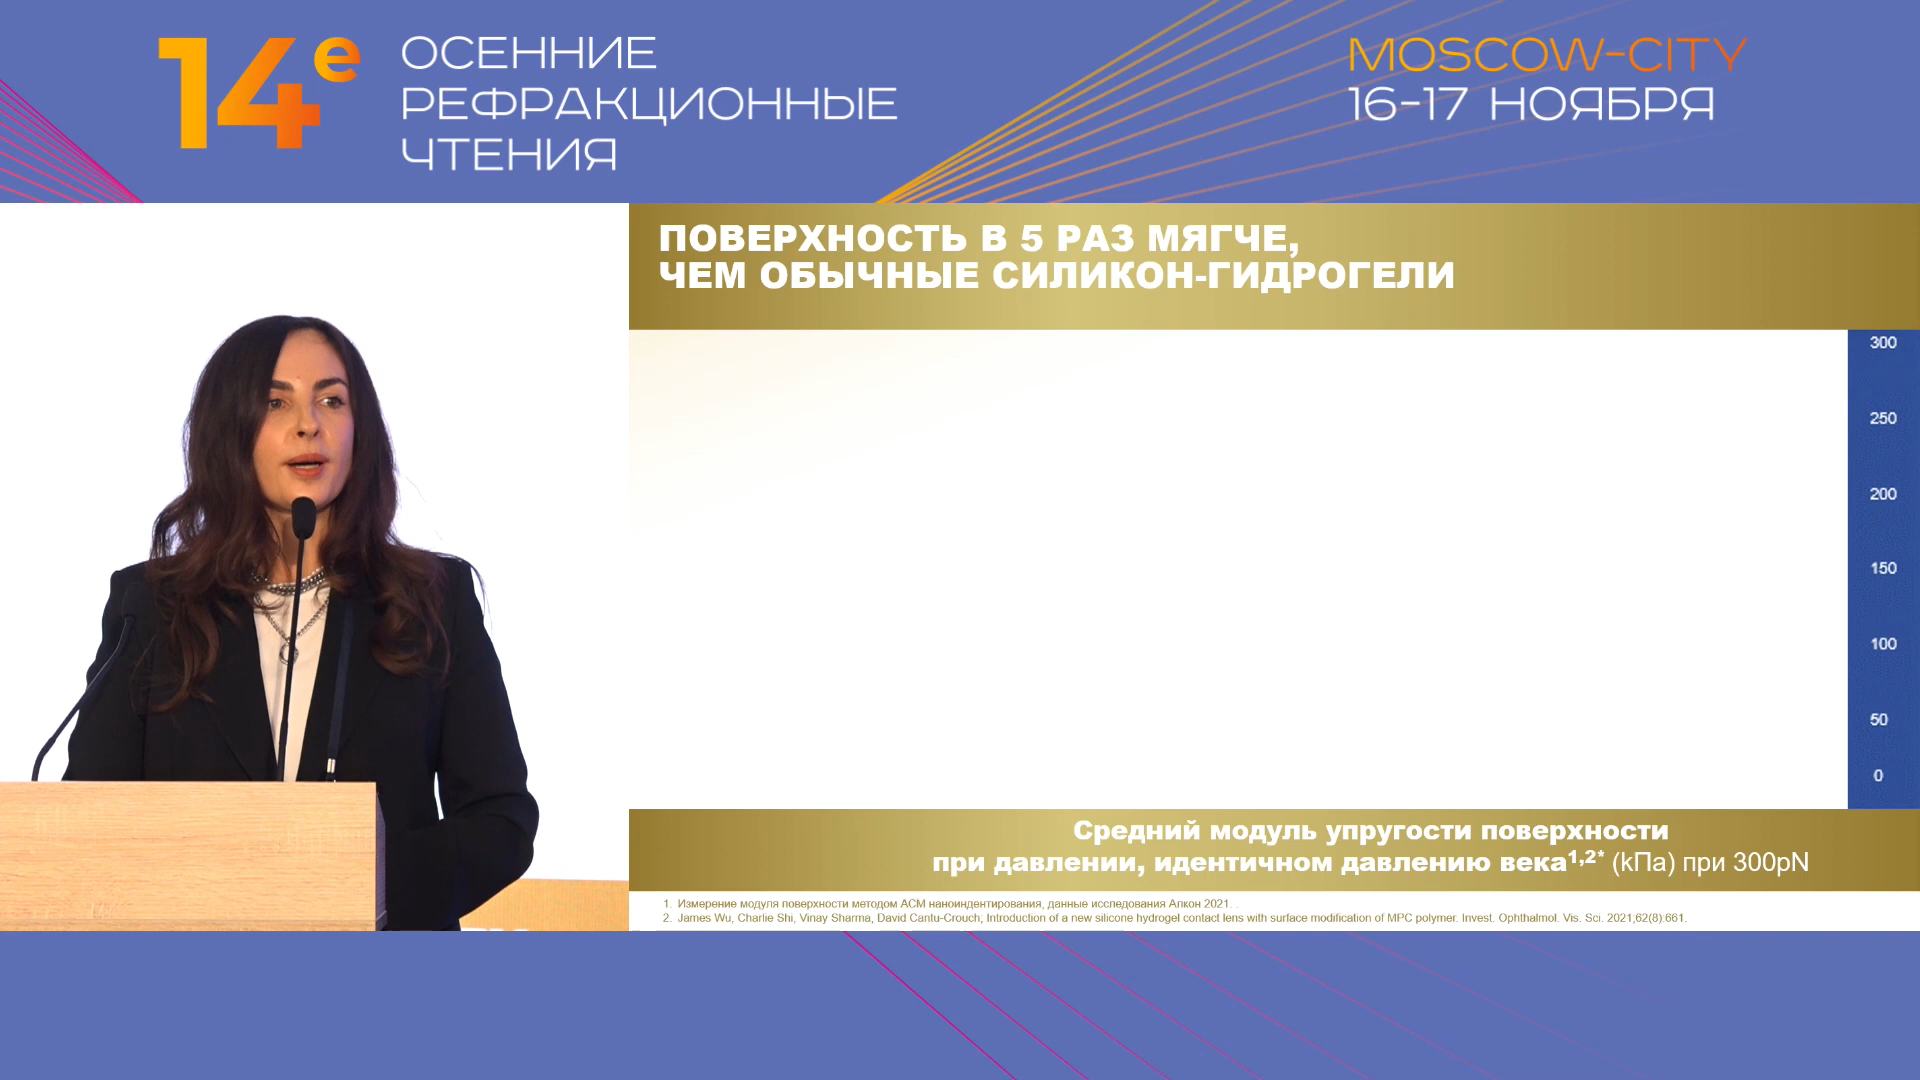 14е
ОСЕННИЕ
РЕФРАКЦИОННЫЕ
ЧТЕНИЯ
MOSCOW-CITY
16-17 НОЯБРЯ
ПОВЕРХНОСТЬ В 5 РАЗ МЯГЧЕ,
ЧЕМ ОБЫЧНЫЕ СИЛИКОН-ГИДРОГЕЛИ
300
250
200
150
100
50
0
Средний модуль упругости поверхности
при давлении, идентичном давлению века1,2* (kПа) при 300pN
1. Измерение модуля поверхности методом АСМ наноиндентирования, данные исследования Алкон 2021. .
2. James Wu, Charlie Shi, Vinay Sharma, David Cantu-Crouch; Introduction of a new silicone hydrogel contact lens with surface modification of MPC polymer. Invest. Ophthalmol. Vis. Sci. 2021;62(8):661.